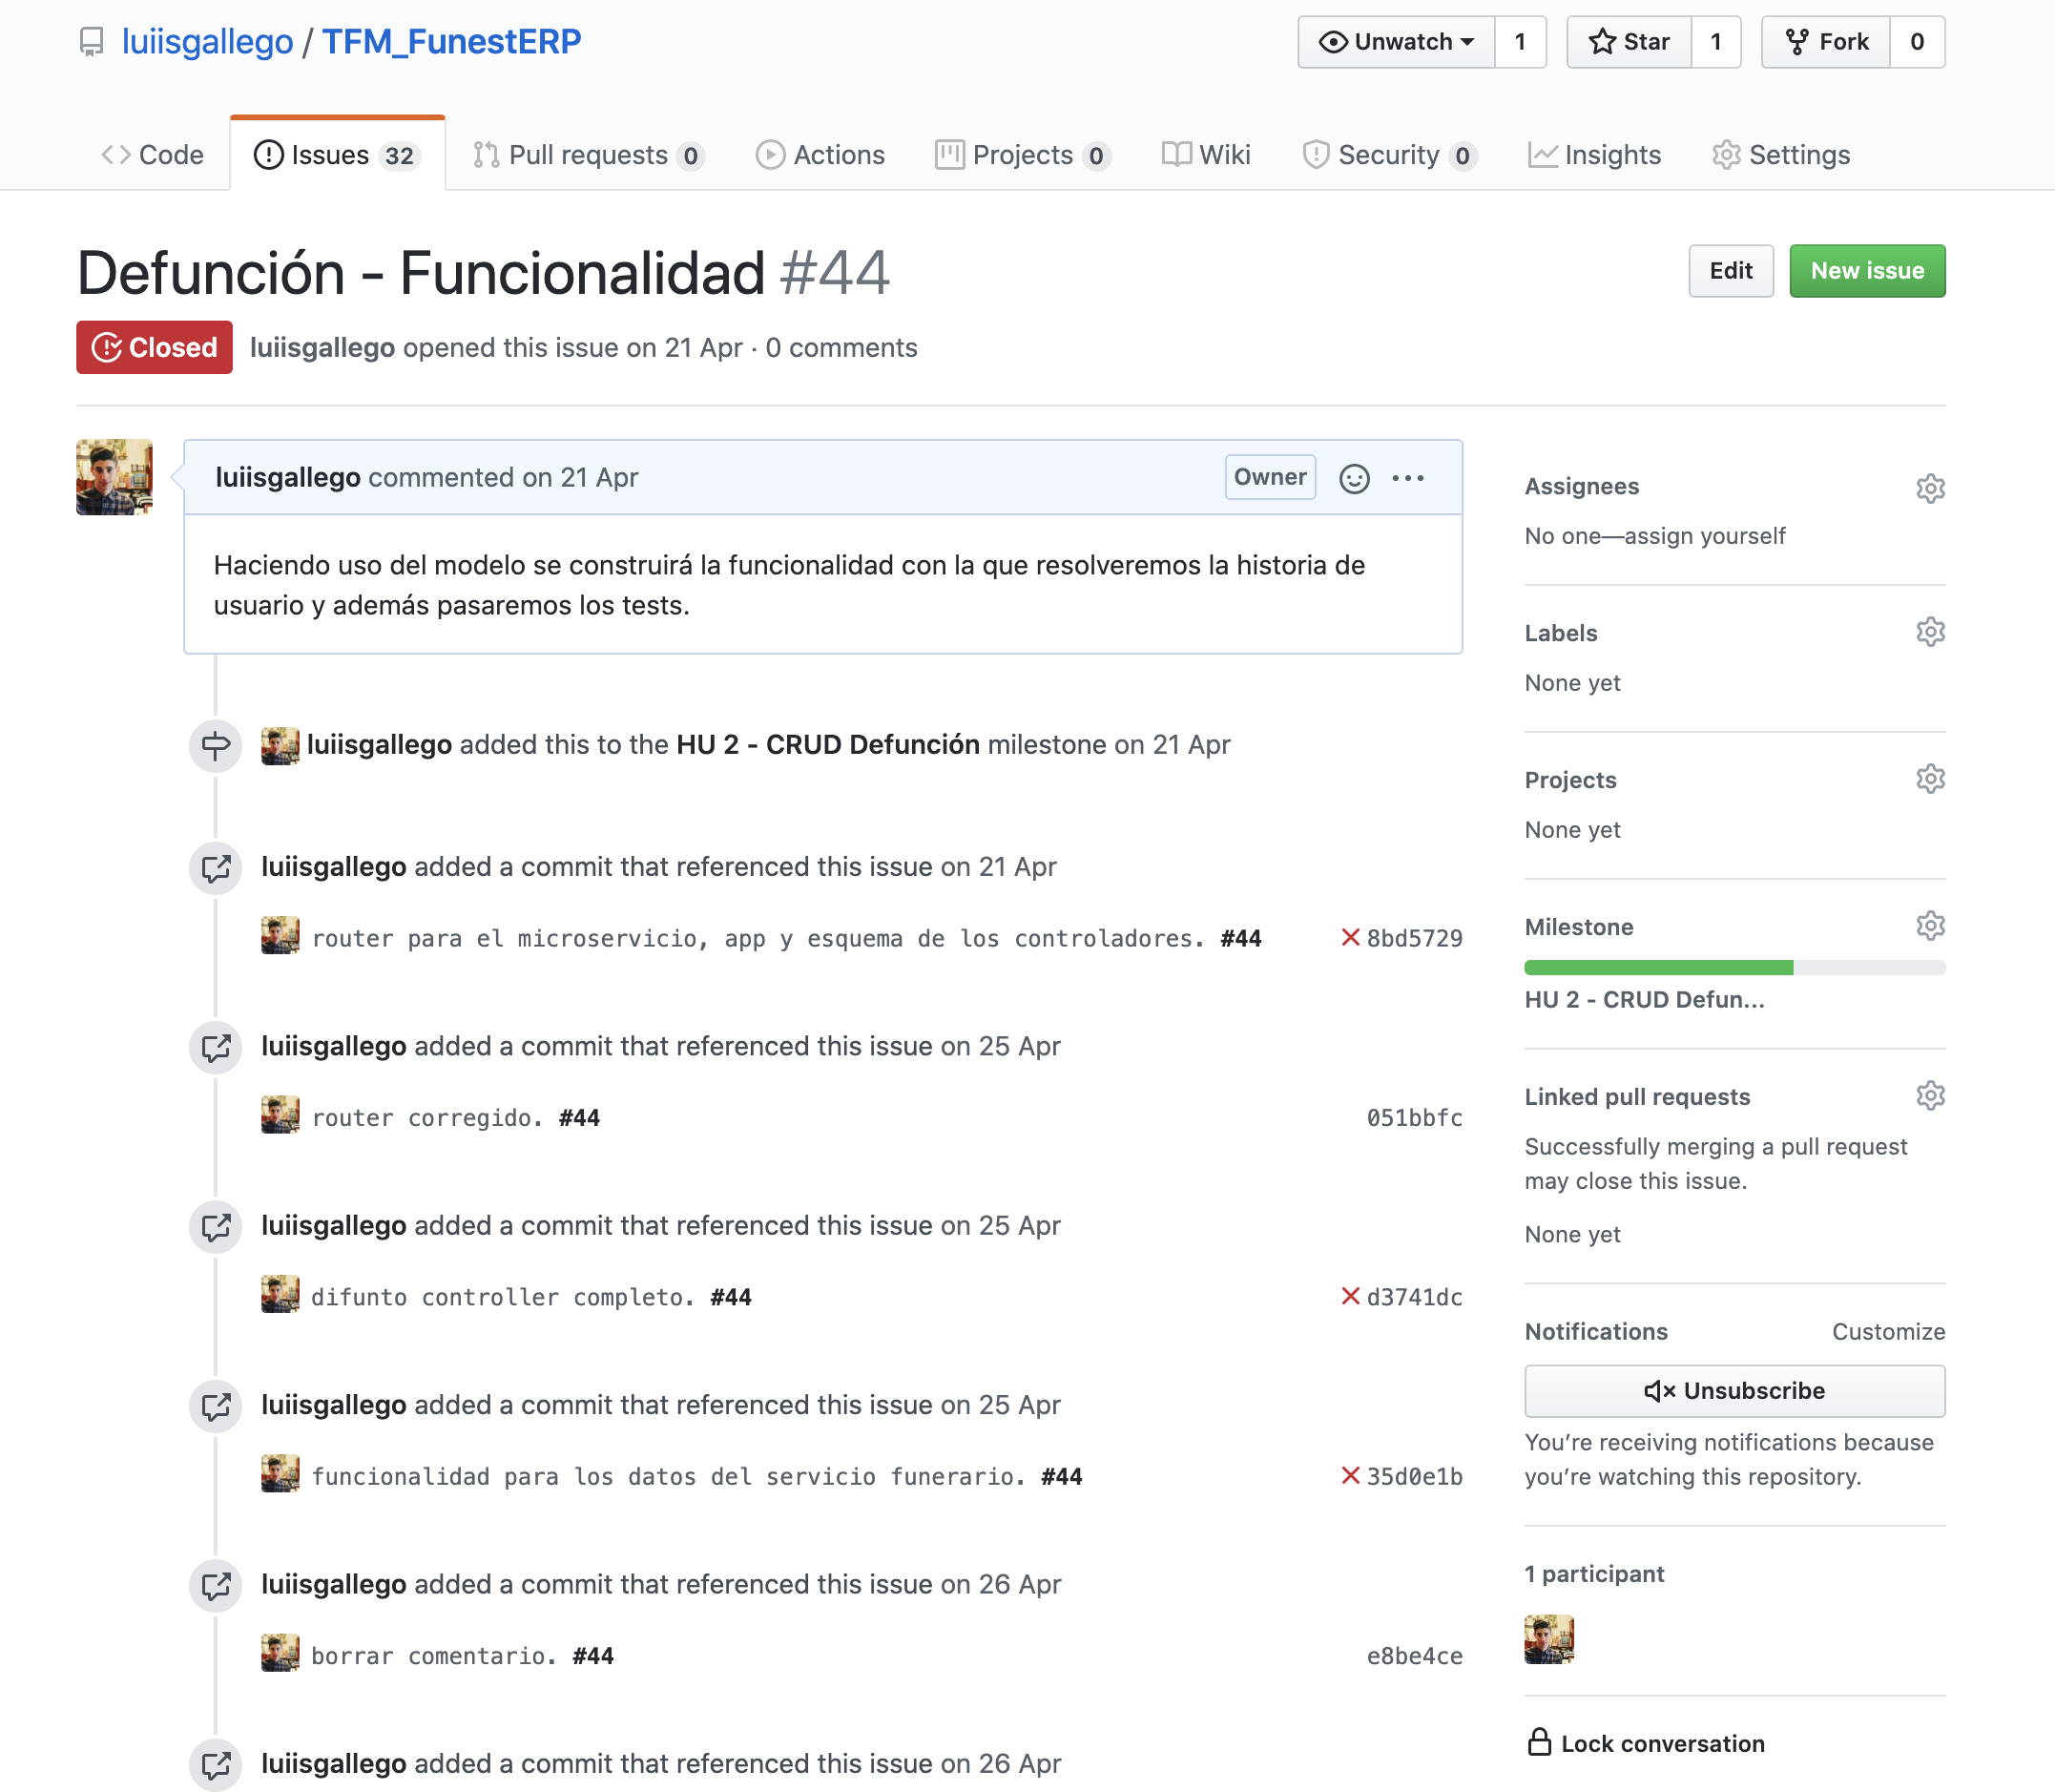 luiisgallego / TFM_FunestERP
Unwatch 1 Star 1 Fork 0
Code Issues 32 Pull requests 0 Actions Projects 0 Wiki Security 0 Insights Settings
Defunción - Funcionalidad #44
Edit New issue
Closed luiisgallego opened this issue on 21 Apr · 0 comments
luiisgallego commented on 21 Apr
Owner
Haciendo uso del modelo se construirá la funcionalidad con la que resolveremos la historia de
usuario y además pasaremos los tests.
luiisgallego added this to the HU 2 - CRUD Defunción milestone on 21 Apr
luiisgallego added a commit that referenced this issue on 21 Apr
router para el microservicio, app y esquema de los controladores. #44 8bd5729
luiisgallego added a commit that referenced this issue on 25 Apr
router corregido. #44 051bbfc
luiisgallego added a commit that referenced this issue on 25 Apr
difunto controller completo. #44 d3741dc
luiisgallego added a commit that referenced this issue on 25 Apr
funcionalidad para los datos del servicio funerario. #44 35d0e1b
luiisgallego added a commit that referenced this issue on 26 Apr
borrar comentario. #44 e8be4ce
luiisgallego added a commit that referenced this issue on 26 Apr
Assignees
No one—assign yourself
Labels
None yet
Projects
None yet
Milestone
HU 2 - CRUD Defun...
Linked pull requests
Successfully merging a pull request
may close this issue.
None yet
Notifications Customize
Unsubscribe
You’re receiving notifications because
you’re watching this repository.
1 participant
Lock conversation